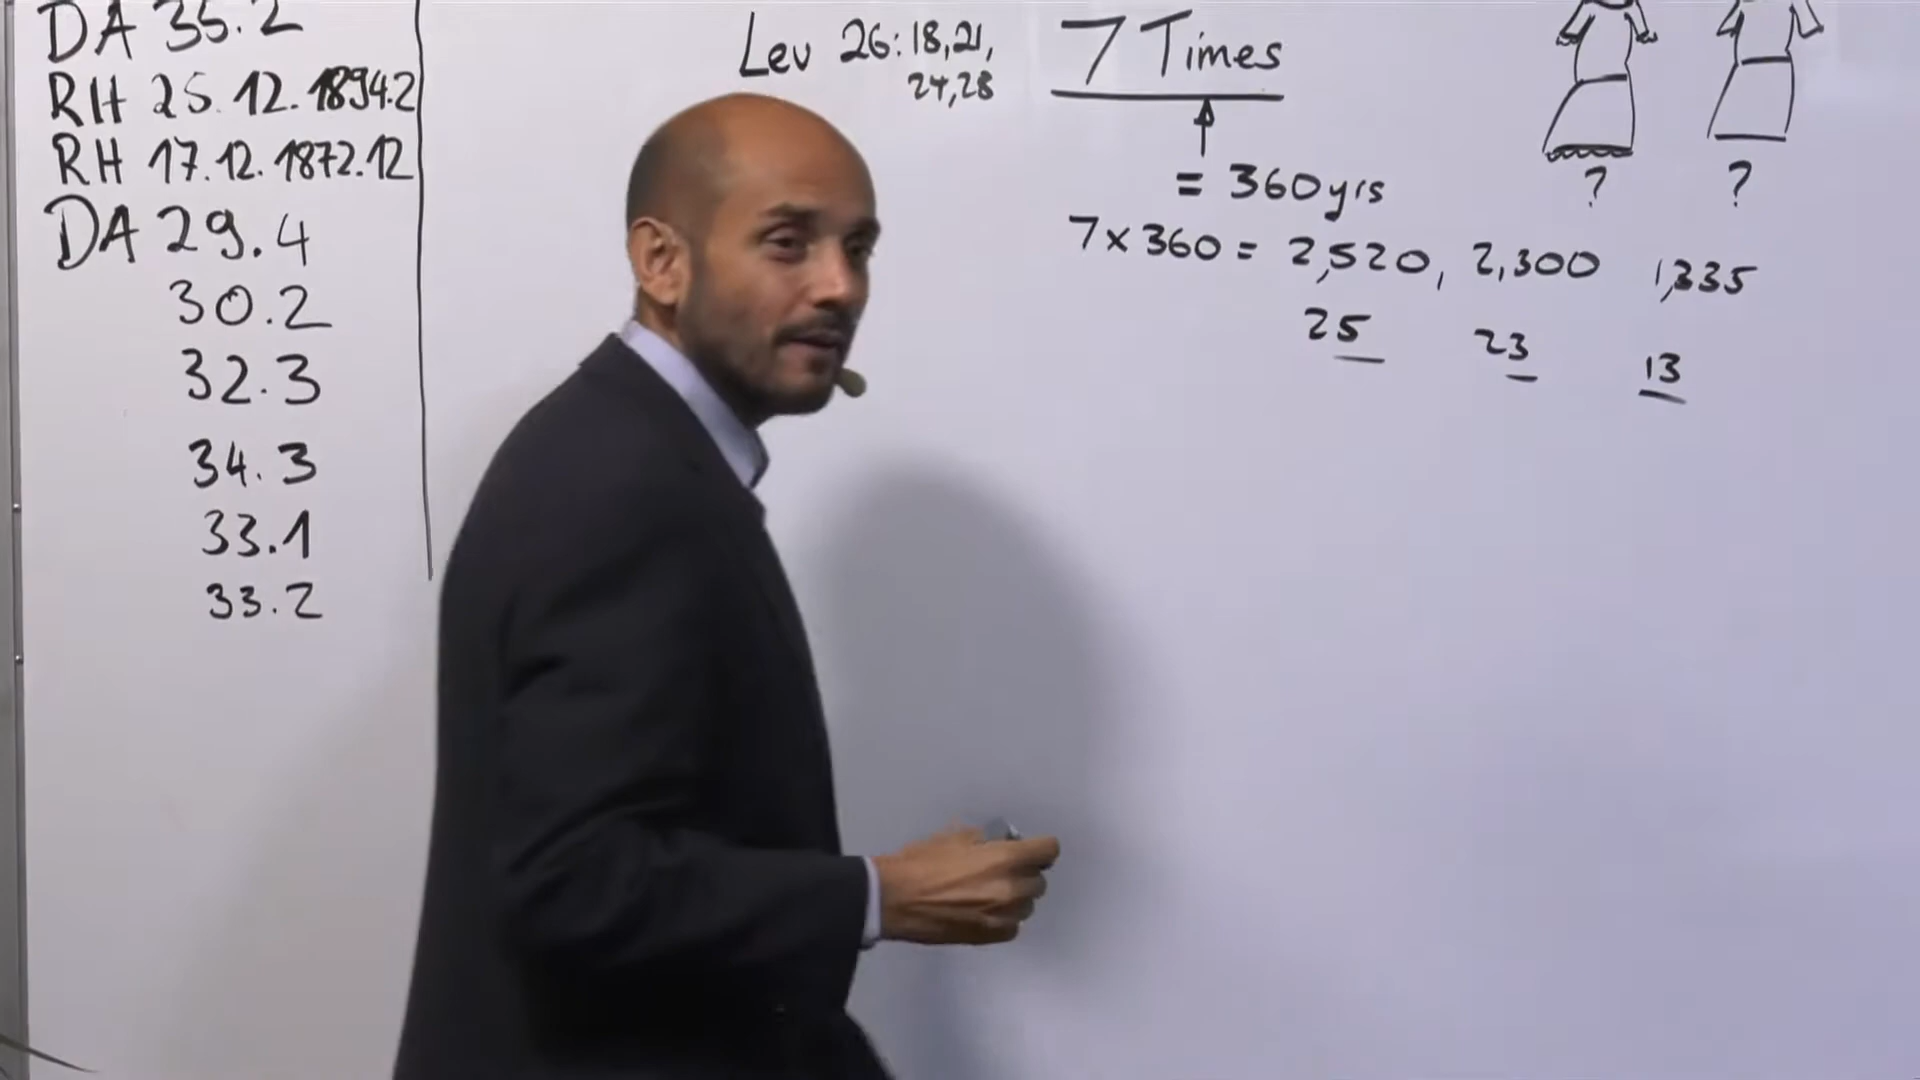 DA 35.2
RH 25.12.1894.2
RH 17.12.1872.12
DA 29.4
30.2
32.3
34.3
33.1
33.2
Lev 26:18,21,
24,28
7 Times
= 360yrs
7x360 = 2,520, 2,300 1,335
25 23 13
? ?